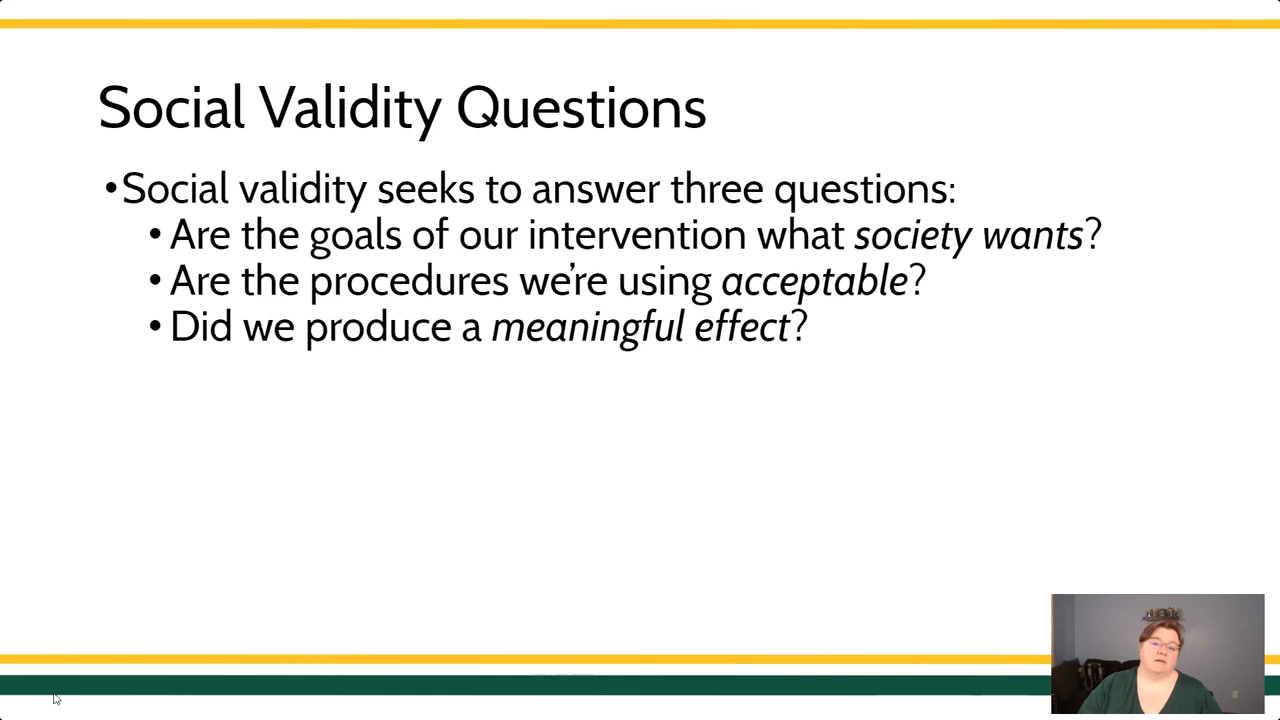 Social Validity Questions
•Social validity seeks to answer three questions:
• Are the goals of our intervention what society wants?
• Are the procedures we're using acceptable?
• Did we produce a meaningful effect?